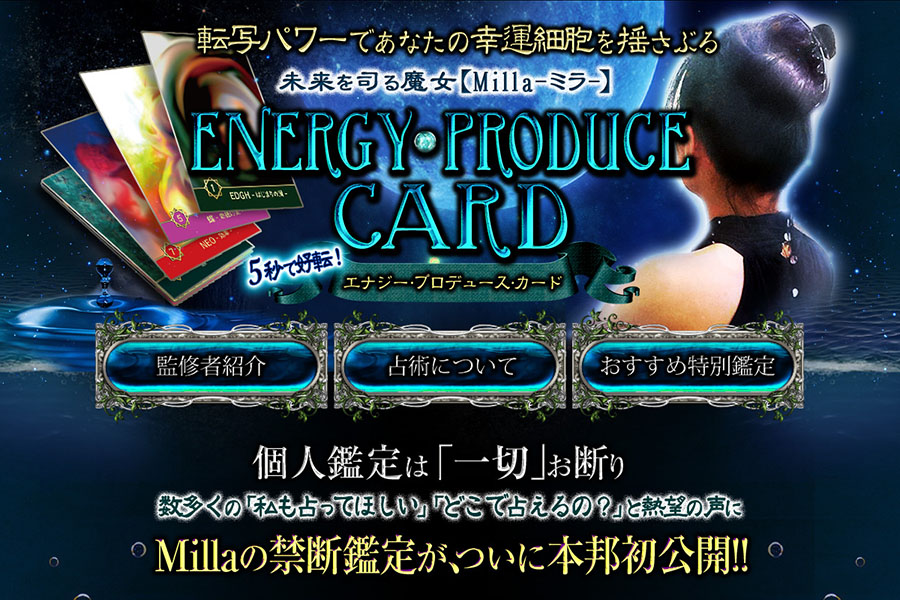 転写パワーであなたの幸運細胞を揺さぶる
未来を司る魔女【Milla－ミラ－】
ENERGY・PRODUCE
CARD
5秒で好転！
エナジー・プロデュース・カード
1
EDGH
5
7
NEO
監修者紹介
占術について
おすすめ特別鑑定
個人鑑定は「一切」お断り
数多くの「私も占ってほしい」「どこで占えるの？」と熱望の声に
Millaの禁断鑑定が、ついに本邦初公開!!